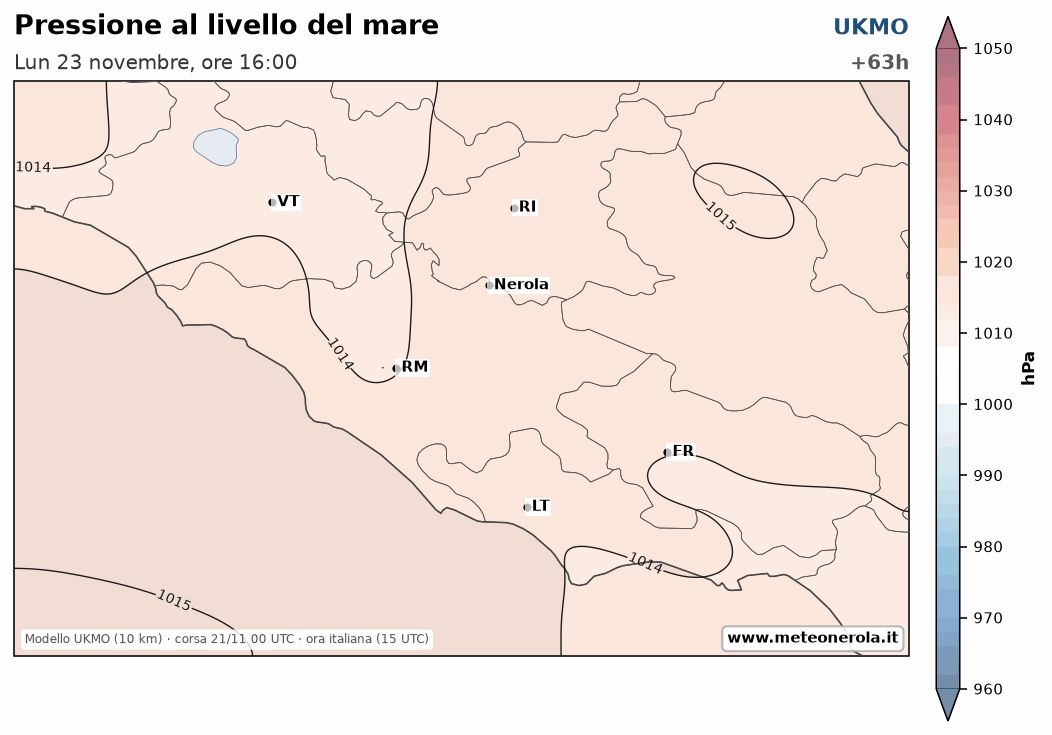 Pressione al livello del mare
UKMO
Lun 23 novembre, ore 16:00
+63h
1014
VT
RI
1015
Nerola
1014
RM
FR
LT
1014
1015
Modello UKMO (10 km) · corsa 21/11 00 UTC · ora italiana (15 UTC)
www.meteonerola.it
1050
1040
1030
1020
1010
1000
990
980
970
960
hPa